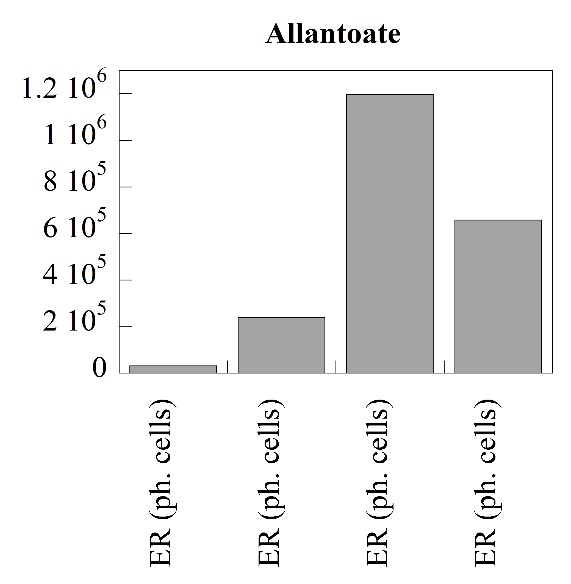 Allantoate
1.2 10⁶
1 10⁶
8 10⁵
6 10⁵
4 10⁵
2 10⁵
0
ER (ph. cells)
ER (ph. cells)
ER (ph. cells)
ER (ph. cells)